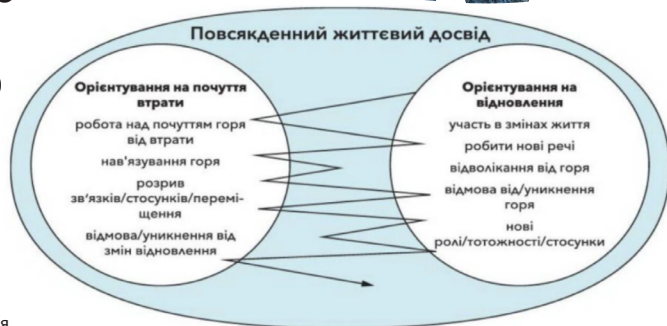 Повсякденний життєвий досвід
Орієнтування на почуття
втрати
робота над почуттям горя
від втрати
нав'язування горя
розрив
зв'язків/стосунків/перемі-
щення
відмова/уникнення від
змін відновлення
Орієнтування на
відновлення
участь в змінах життя
робити нові речі
відволікання від горя
відмова від/уникнення
горя
нові
ролі/тотожності/стосунки